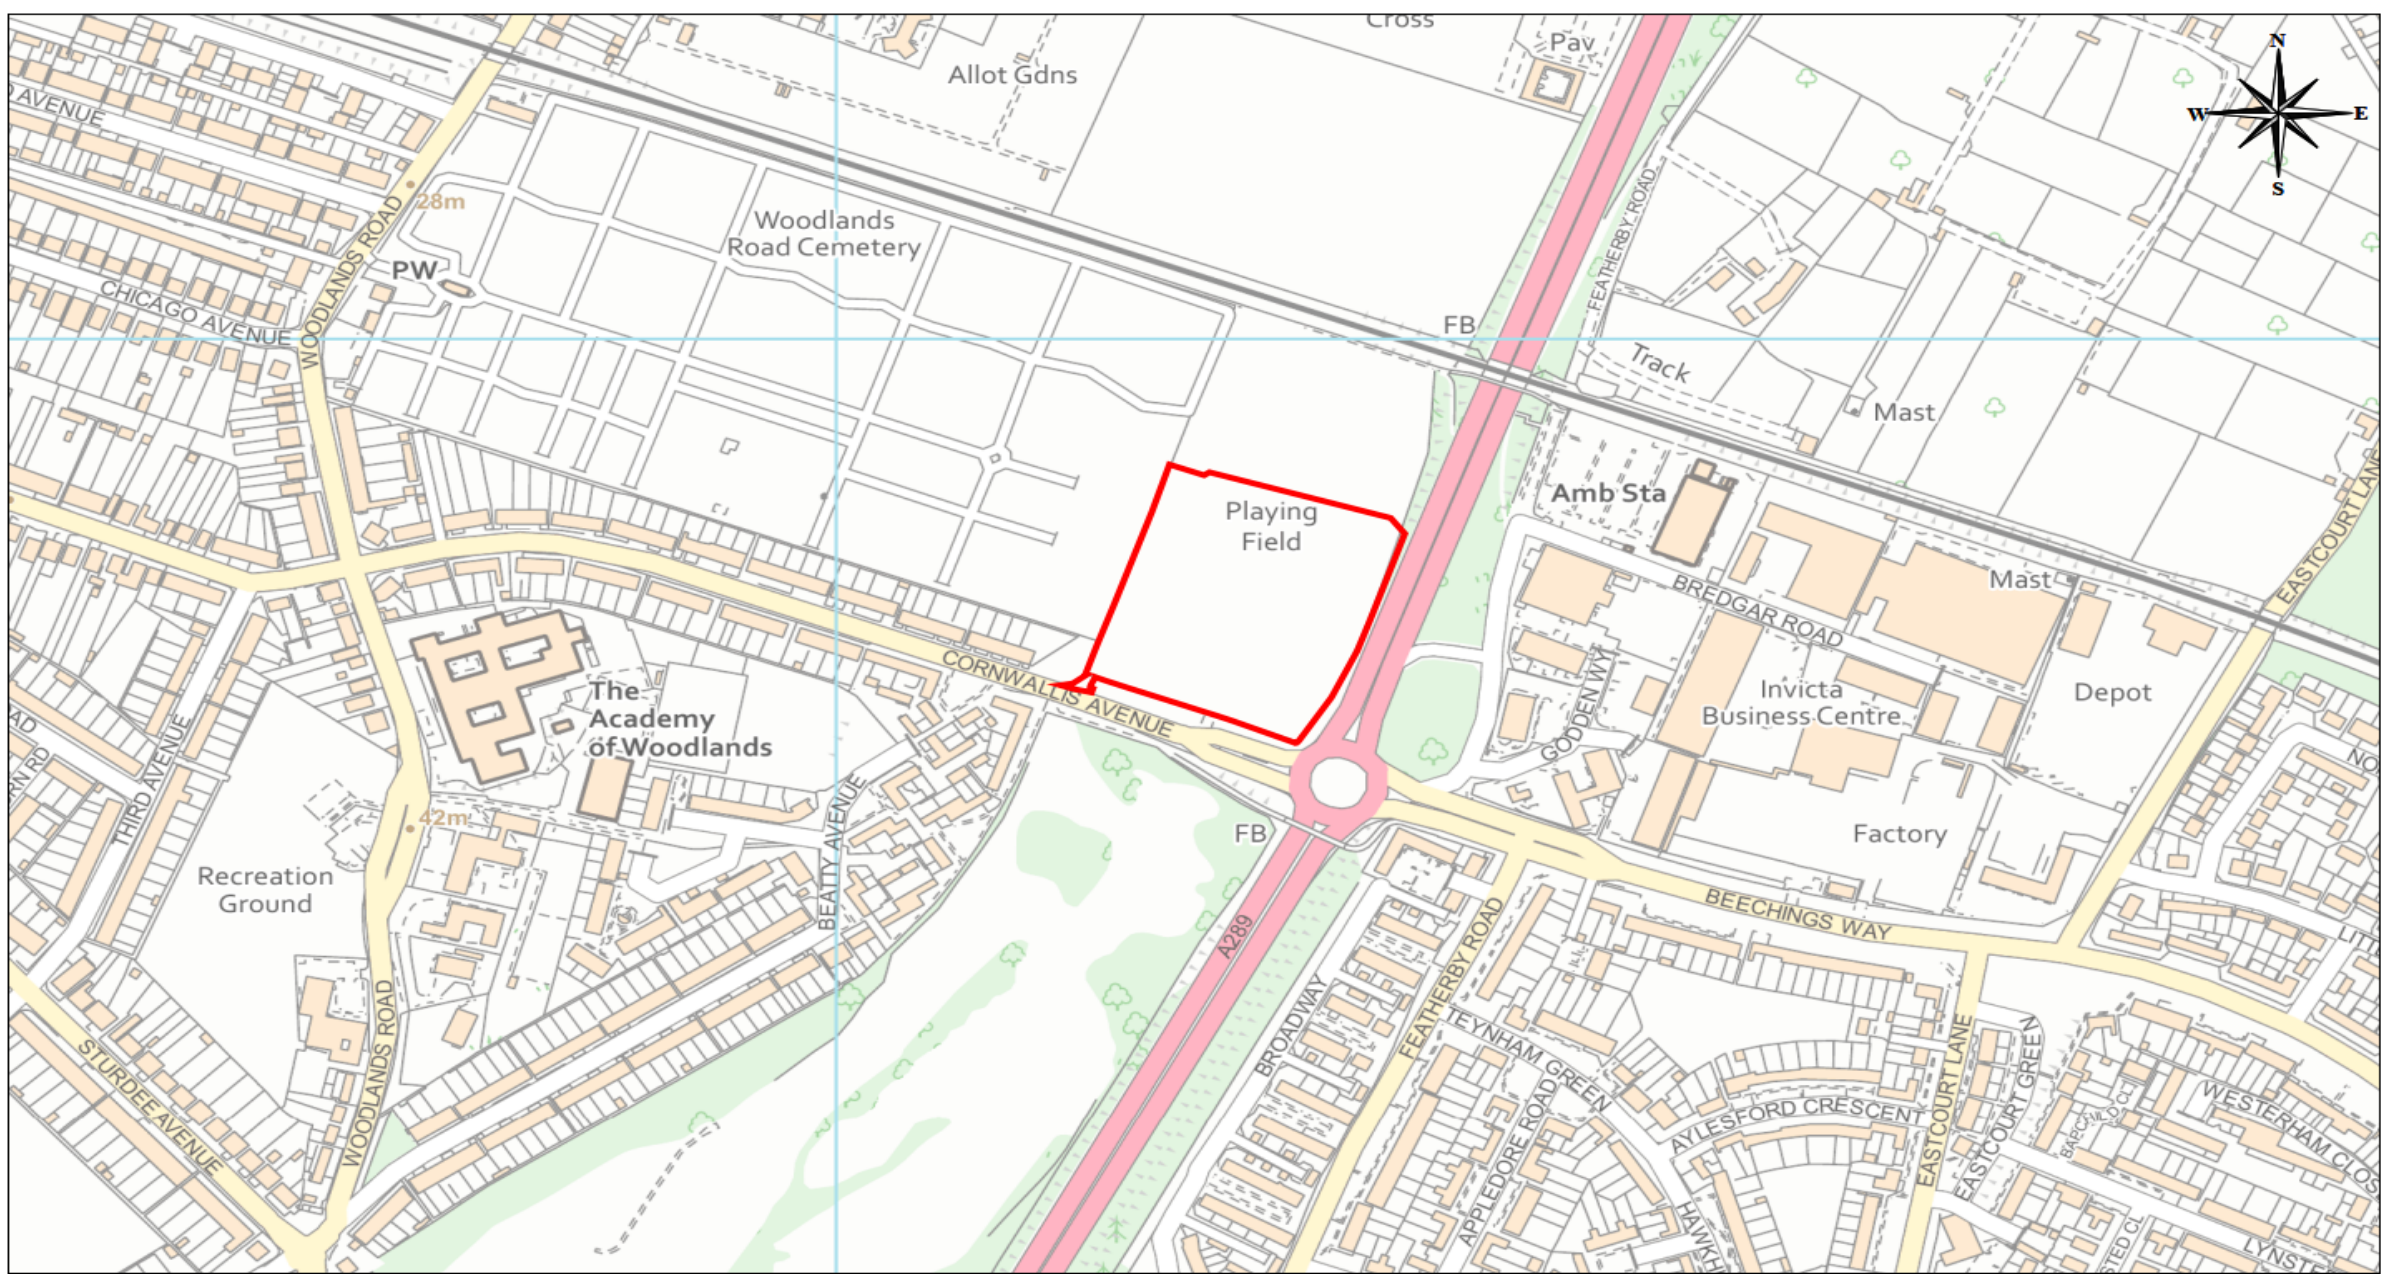 Cross
Pav
N
Allot Gdns
W
E
AVENUE
S
28m
WOODLANDS ROAD
Woodlands
Road Cemetery
FEATHERBY ROAD
PW
CHICAGO AVENUE
FB
Track
Mast
Amb Sta
Playing
Field
EASTCOURT LANE
Mast
BREDGAR ROAD
CORNWALLIS AVENUE
The
Academy
of Woodlands
GODDEN WY
Invicta
Business Centre
Depot
THIRD AVENUE
42m
BEATTY AVENUE
FB
Factory
Recreation
Ground
A289
BEECHINGS WAY
BROADWAY
FEATHERBY ROAD
STURDEE AVENUE
WOODLANDS ROAD
TEYNHAM GREEN
APPLEDORE ROAD
AYLESFORD CRESCENT
EASTCOURT LANE
EASTCOURT GREEN